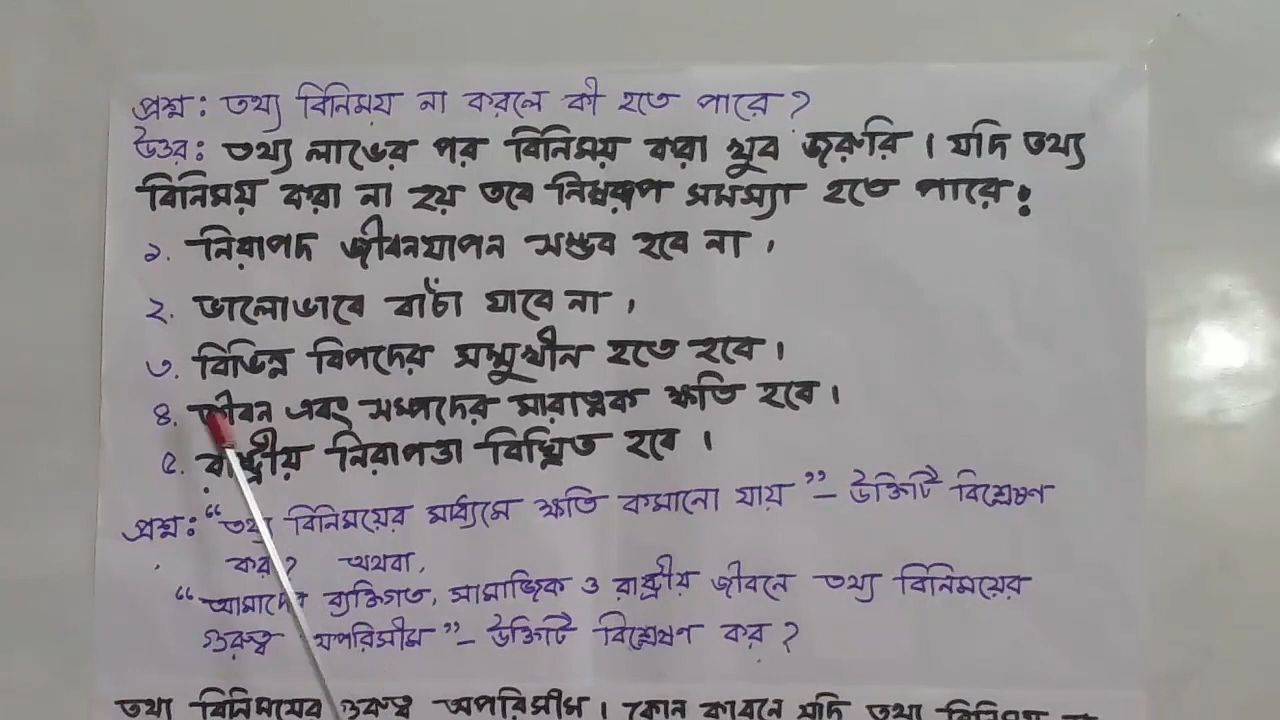 প্রশ্ন: তথ্য বিনিময় না করলে কী হতে পারে?
উত্তর: তথ্য লাভের পর বিনিময় করা খুব জরুরি। যদি তথ্য
বিনিময় করা না হয় তবে নিম্নরূপ সমস্যা হতে পারে:
১. নিরাপদ জীবনযাপন সম্ভব হবে না।
২. ভালোভাবে বাচাঁ যাবে না।
৩. বিভিন্ন বিপদের সম্মুখীন হতে হবে।
৪. জীবন এবং সম্পদের মারাত্মক ক্ষতি হবে।
৫. রাষ্ট্রীয় নিরাপত্তা বিঘ্নিত হবে।
প্রশ্ন: “তথ্য বিনিময়ের মাধ্যমে ক্ষতি কমানো যায়”– উক্তিটি বিশ্লেষণ
কর? অথবা,
“আমাদের ব্যক্তিগত, সামাজিক ও রাষ্ট্রীয় জীবনে তথ্য বিনিময়ের
গুরুত্ব অপরিসীম”– উক্তিটি বিশ্লেষণ কর?
তথ্য বিনিময়ের গুরুত্ব অপরিসীম। কোন কারনে যদি তথ্য